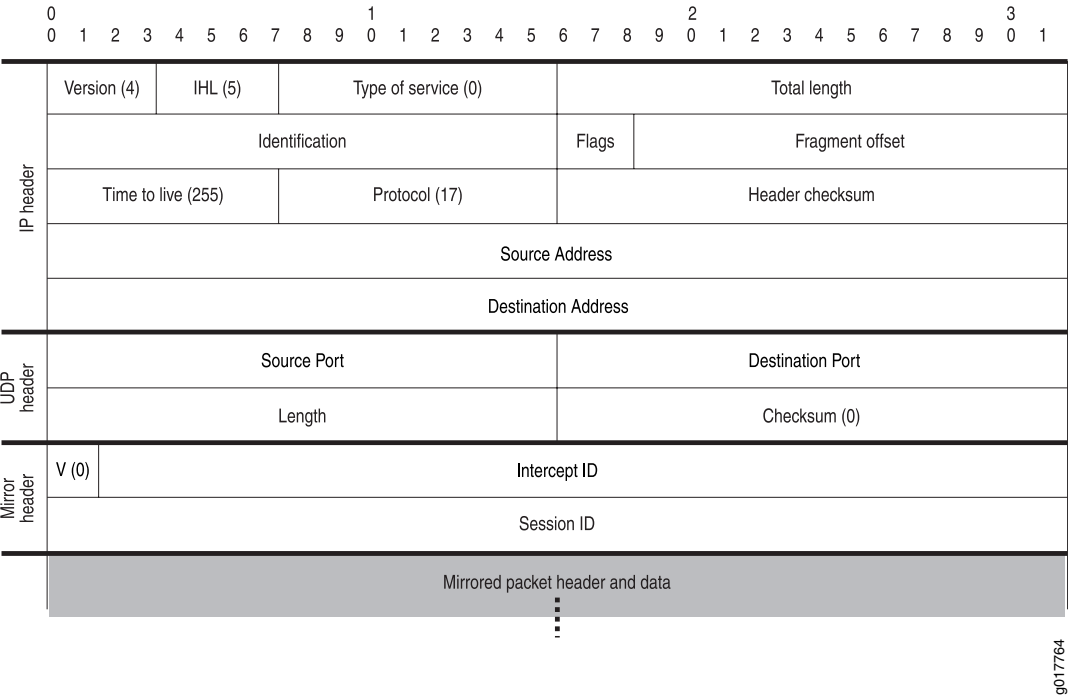 0 1 2 3
0 1 2 3 4 5 6 7 8 9 0 1 2 3 4 5 6 7 8 9 0 1 2 3 4 5 6 7 8 9 0 1
IP header
Version (4) IHL (5) Type of service (0) Total length
Identification Flags Fragment offset
Time to live (255) Protocol (17) Header checksum
Source Address
Destination Address
UDP
header
Source Port Destination Port
Length Checksum (0)
Mirror
header
V (0) Intercept ID
Session ID
Mirrored packet header and data
g017764